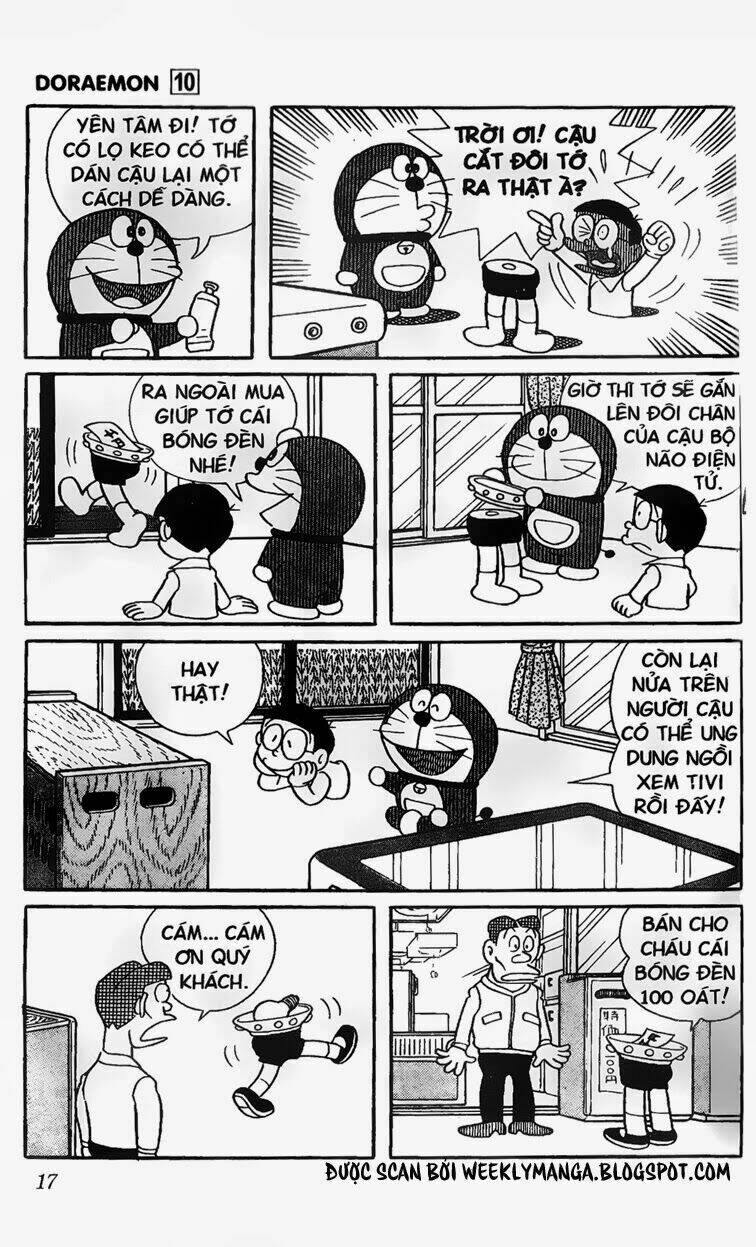 DORAEMON 10
TRỜI ƠI! CẬU
CẮT ĐÔI TỚ
RA THẬT À?
YÊN TÂM ĐI! TỚ
CÓ LỌ KEO CÓ THỂ
DÁN CẬU LẠI MỘT
CÁCH DỄ DÀNG.
GIỜ THÌ TỚ SẼ GẮN
LÊN ĐÔI CHÂN
CỦA CẬU BỘ
NÃO ĐIỆN
TỬ.
RA NGOÀI MUA
GIÚP TỚ CÁI
BÓNG ĐÈN
NHÉ!
CÒN LẠI
NỬA TRÊN
NGƯỜI CẬU
CÓ THỂ UNG
DUNG NGỒI
XEM TIVI
RỒI ĐẤY!
HAY
THẬT!
BÁN CHO
CHÁU CÁI
BÓNG ĐÈN
100 OÁT!
CÁM... CÁM
ƠN QUÝ
KHÁCH.
17
ĐƯỢC SCAN BỞI WEEKLYMANGA.BLOGSPOT.COM